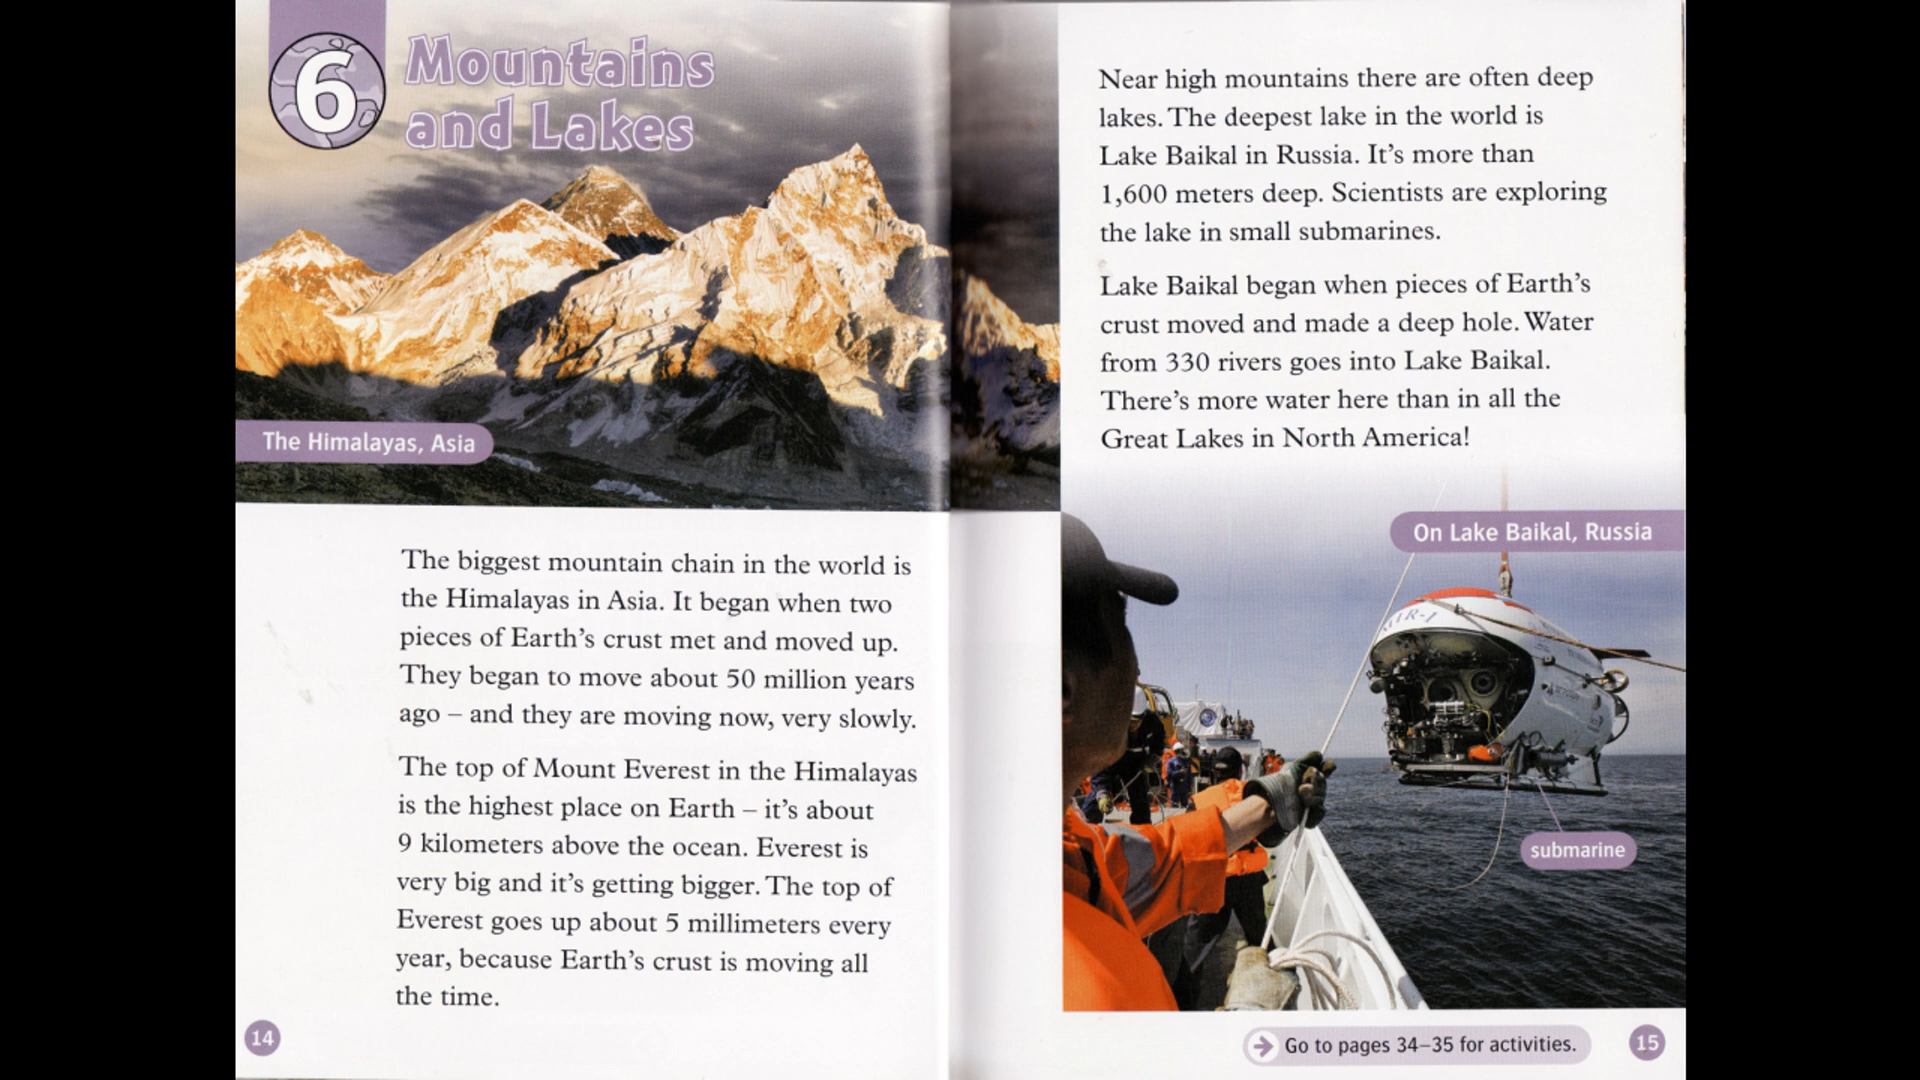 6
Mountains
and Lakes
The Himalayas, Asia
The biggest mountain chain in the world is
the Himalayas in Asia. It began when two
pieces of Earth's crust met and moved up.
They began to move about 50 million years
ago – and they are moving now, very slowly.
The top of Mount Everest in the Himalayas
is the highest place on Earth – it's about
9 kilometers above the ocean. Everest is
very big and it's getting bigger. The top of
Everest goes up about 5 millimeters every
year, because Earth's crust is moving all
the time.
14
Near high mountains there are often deep
lakes. The deepest lake in the world is
Lake Baikal in Russia. It's more than
1,600 meters deep. Scientists are exploring
the lake in small submarines.
Lake Baikal began when pieces of Earth's
crust moved and made a deep hole. Water
from 330 rivers goes into Lake Baikal.
There's more water here than in all the
Great Lakes in North America!
On Lake Baikal, Russia
MIR-1
submarine
Go to pages 34–35 for activities.
15